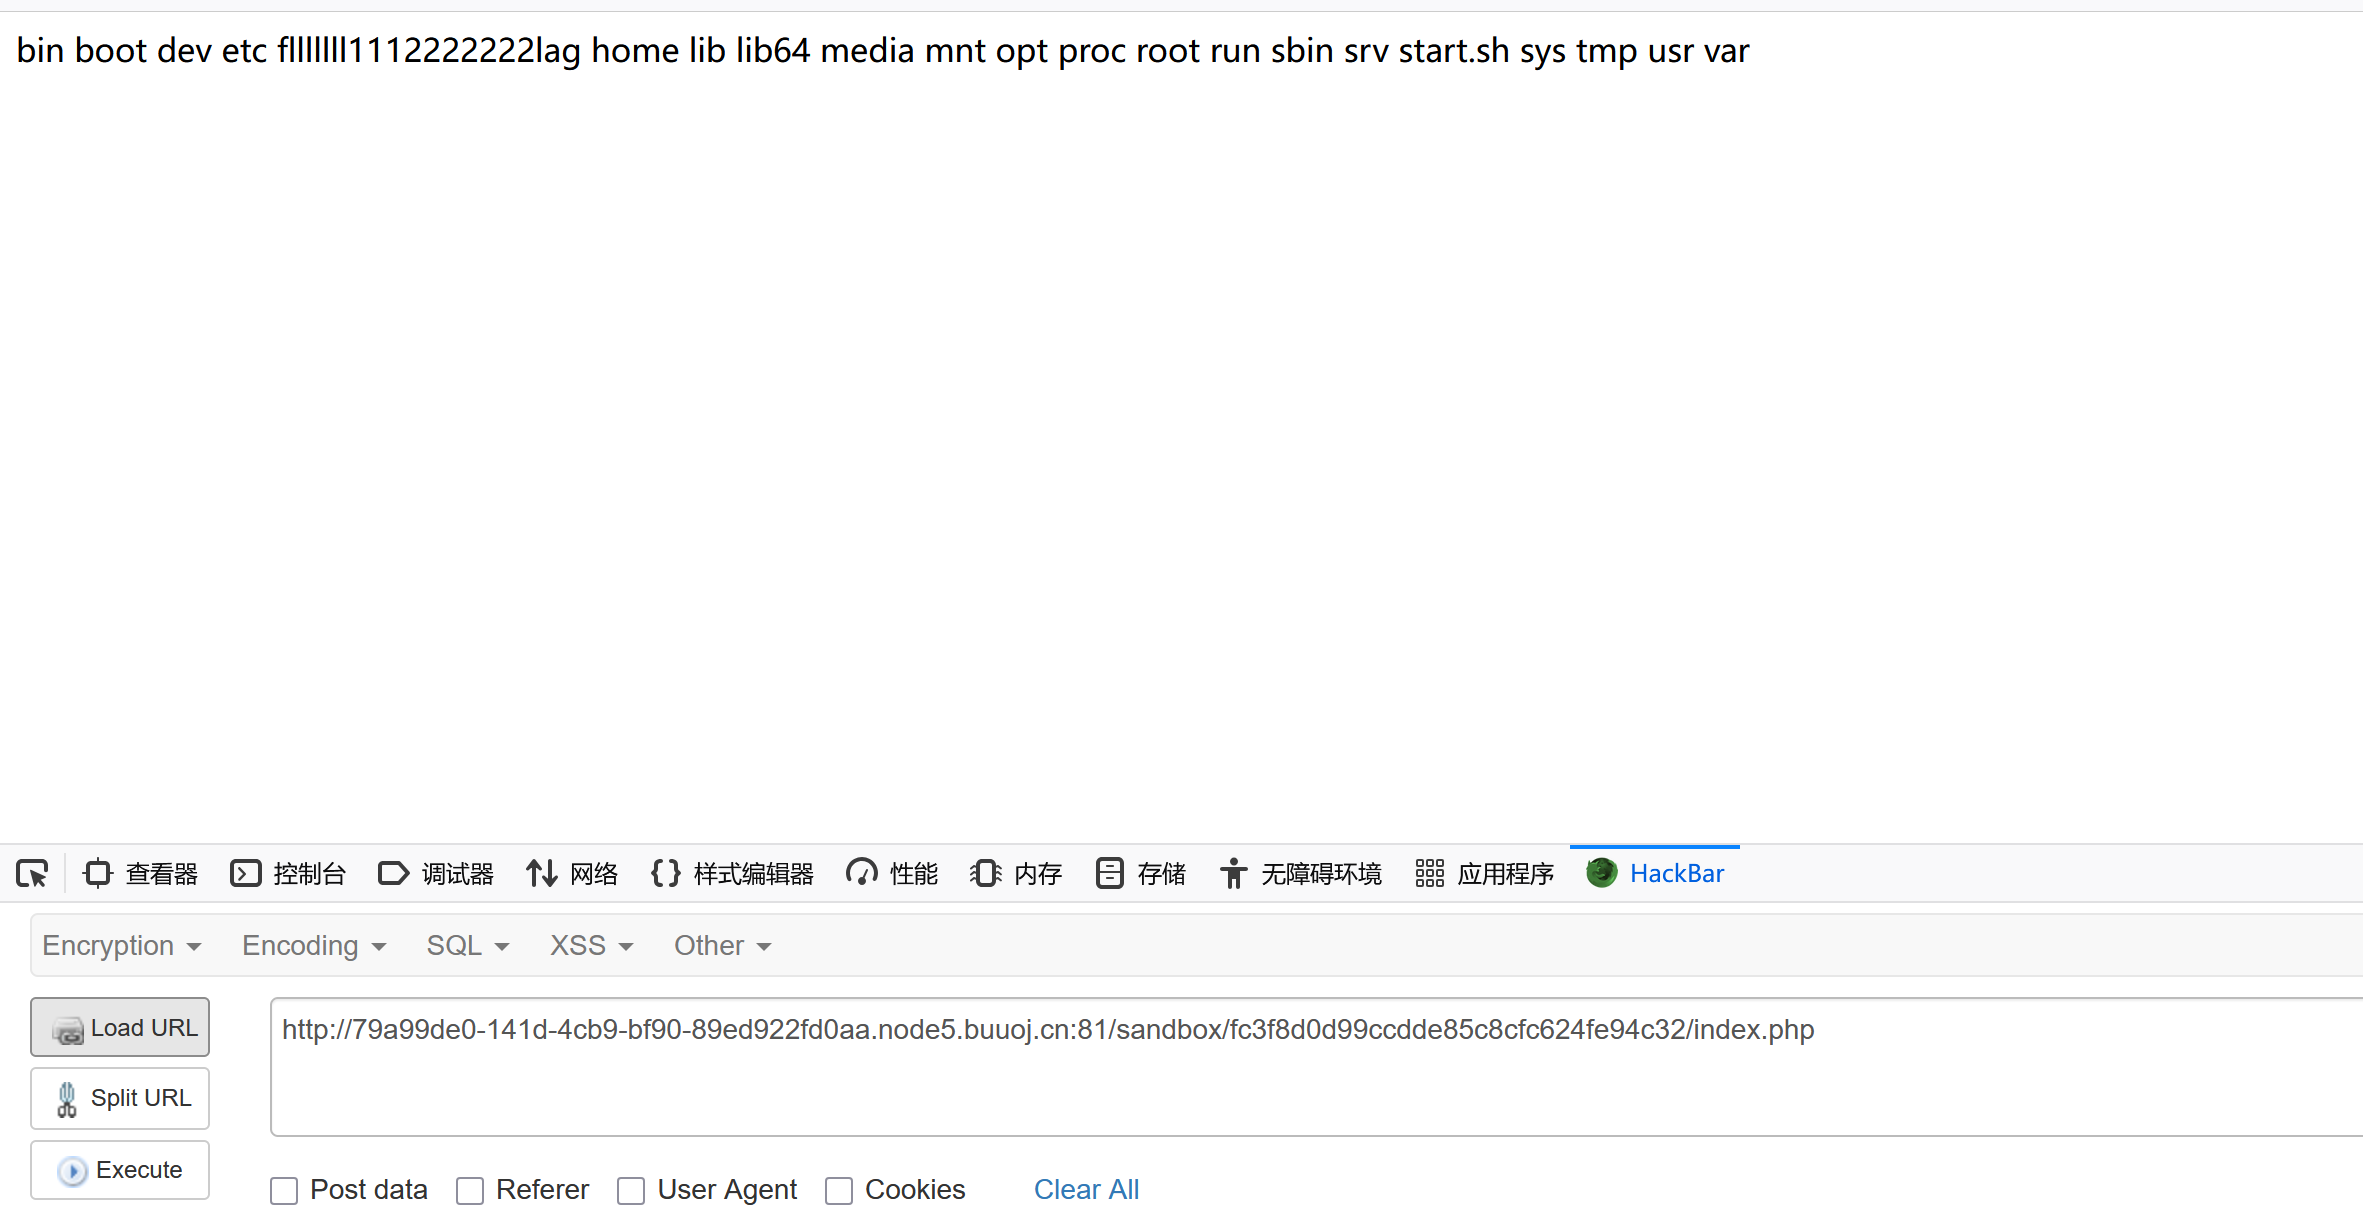 bin boot dev etc flllllll1112222222lag home lib lib64 media mnt opt proc root run sbin srv start.sh sys tmp usr var
查看器 控制台 调试器 网络 样式编辑器 性能 内存 存储 无障碍环境 应用程序 HackBar
Encryption Encoding SQL XSS Other
Load URL
http://79a99de0-141d-4cb9-bf90-89ed922fd0aa.node5.buuoj.cn:81/sandbox/fc3f8d0d99ccdde85c8cfc624fe94c32/index.php
Split URL
Execute
Post data Referer User Agent Cookies Clear All